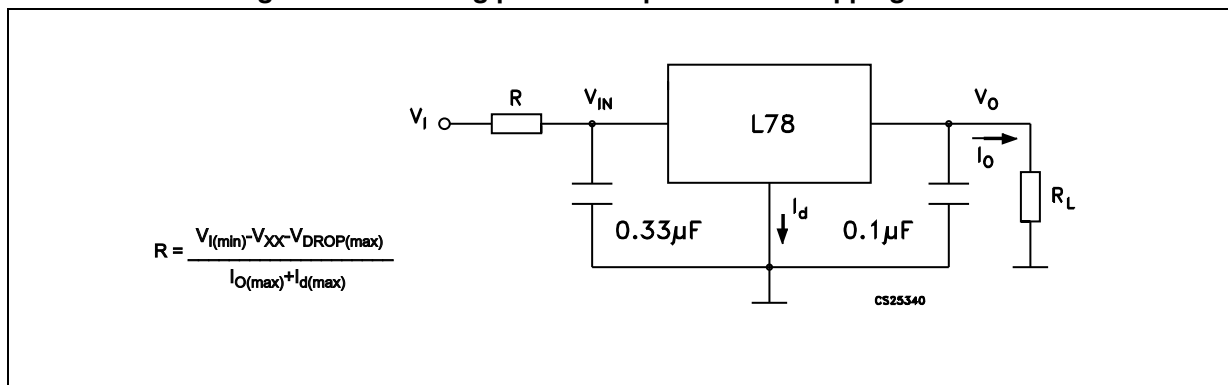 R
V_IN
V_O
V_I
L78
I_O
R_L
I_d
0.33µF
0.1µF
R = V_I(min)-V_XX-V_DROP(max)
I_O(max)+I_d(max)
CS25340